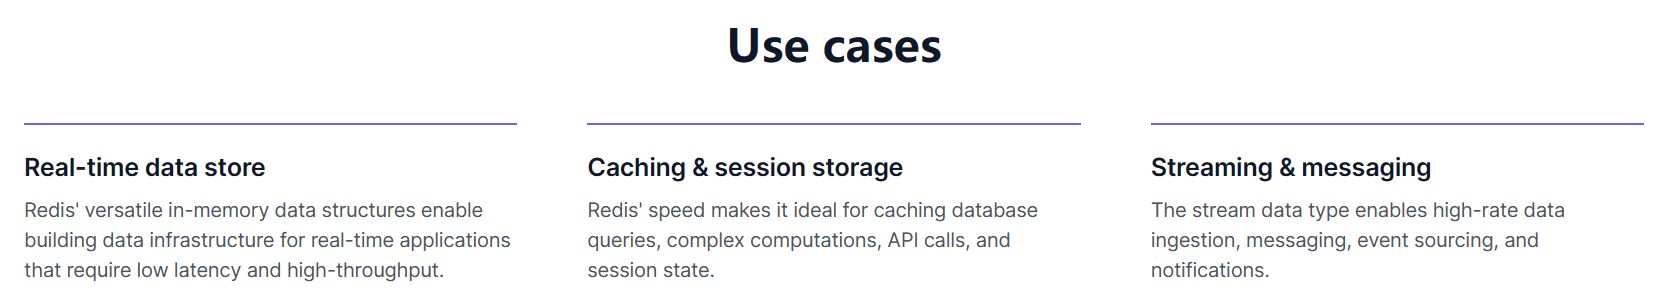 Use cases
Real-time data store
Redis' versatile in-memory data structures enable
building data infrastructure for real-time applications
that require low latency and high-throughput.
Caching & session storage
Redis' speed makes it ideal for caching database
queries, complex computations, API calls, and
session state.
Streaming & messaging
The stream data type enables high-rate data
ingestion, messaging, event sourcing, and
notifications.